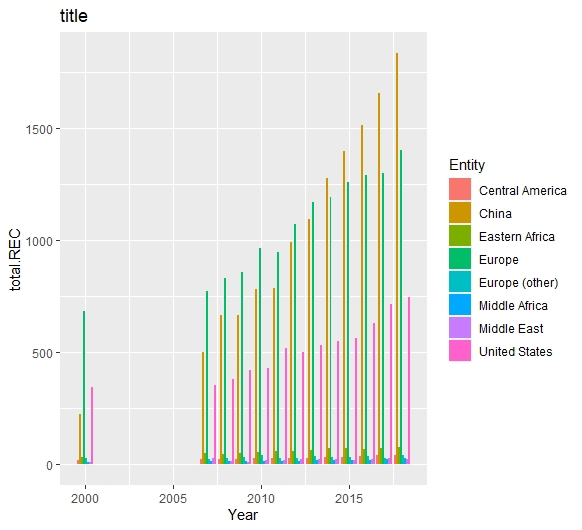 title
total.REC
1500
1000
500
0
2000
2005
2010
2015
Year
Entity
Central America
China
Eastern Africa
Europe
Europe (other)
Middle Africa
Middle East
United States